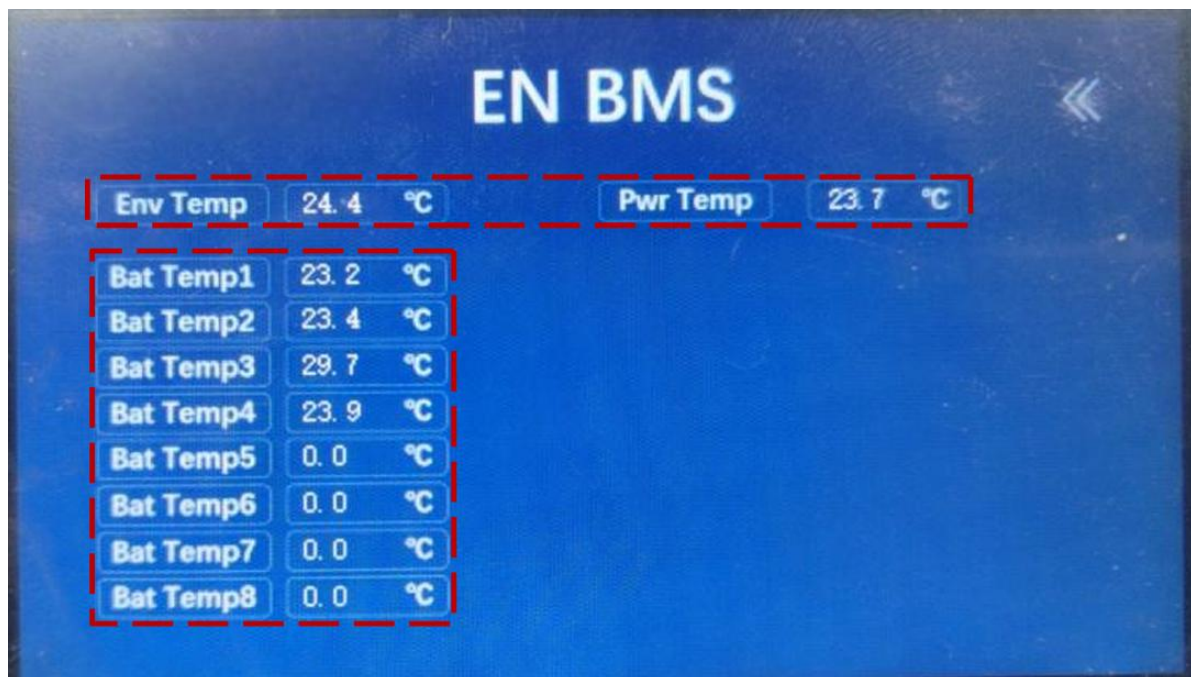 EN BMS
«
Env Temp 24.4 ℃ Pwr Temp 23.7 ℃
Bat Temp1 23.2 ℃
Bat Temp2 23.4 ℃
Bat Temp3 29.7 ℃
Bat Temp4 23.9 ℃
Bat Temp5 0.0 ℃
Bat Temp6 0.0 ℃
Bat Temp7 0.0 ℃
Bat Temp8 0.0 ℃